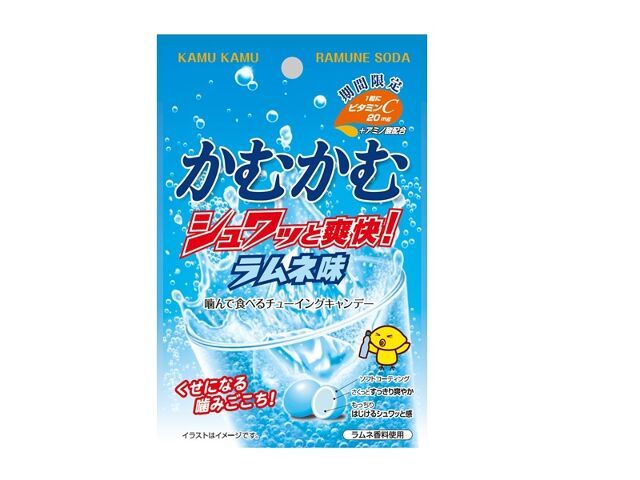 KAMU KAMU
RAMUNE SODA
期間限定
1粒に
ビタミンC
20mg
+アミノ酸配合
かむかむ
シュワッと爽快!
ラムネ味
噛んで食べるチューイングキャンデー
ソフトコーティング
さくっとすっきり爽やか
もっちり
はじけるシュワッと感
くせになる
噛みごこち!
イラストはイメージです。
ラムネ香料使用